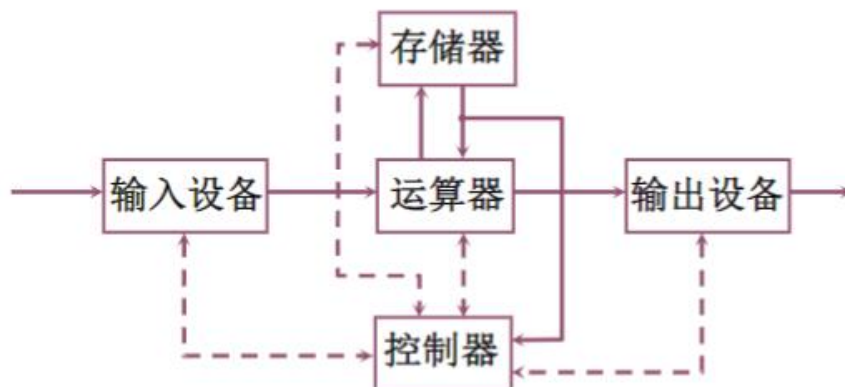 存储器
输入设备
运算器
输出设备
控制器